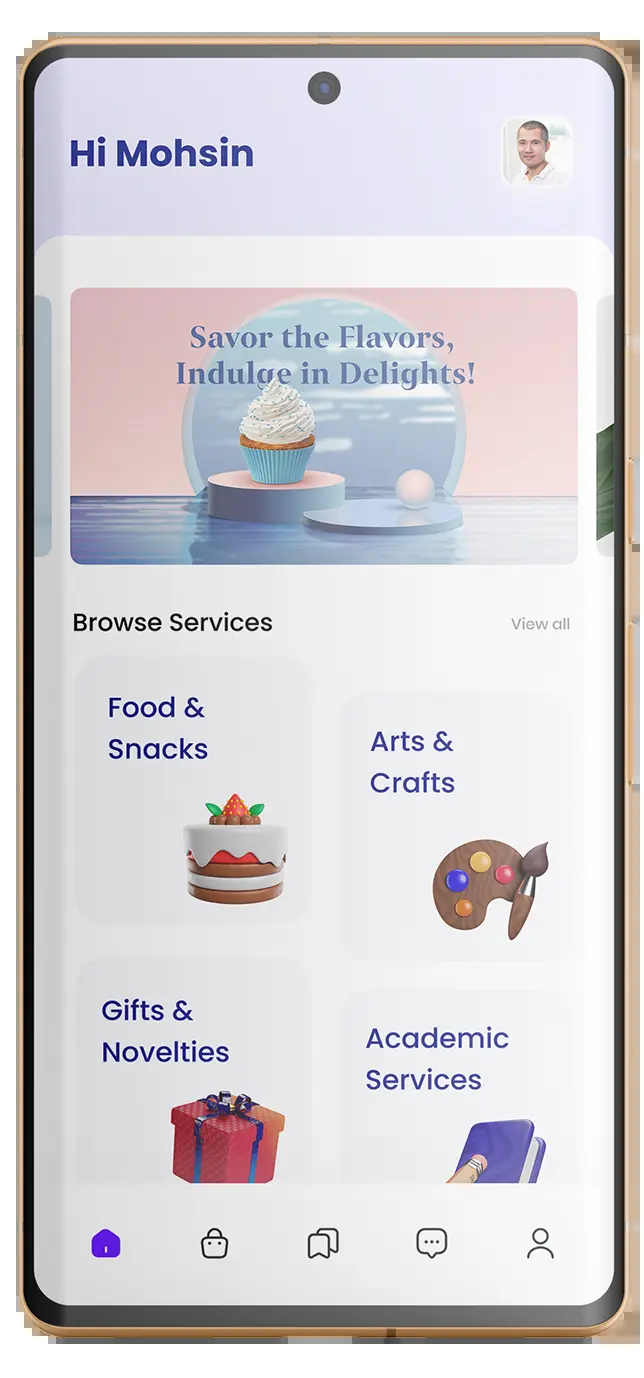 Hi Mohsin
Savor the Flavors,
Indulge in Delights!
Browse Services
View all
Food &
Snacks
Arts &
Crafts
Gifts &
Novelties
Academic
Services